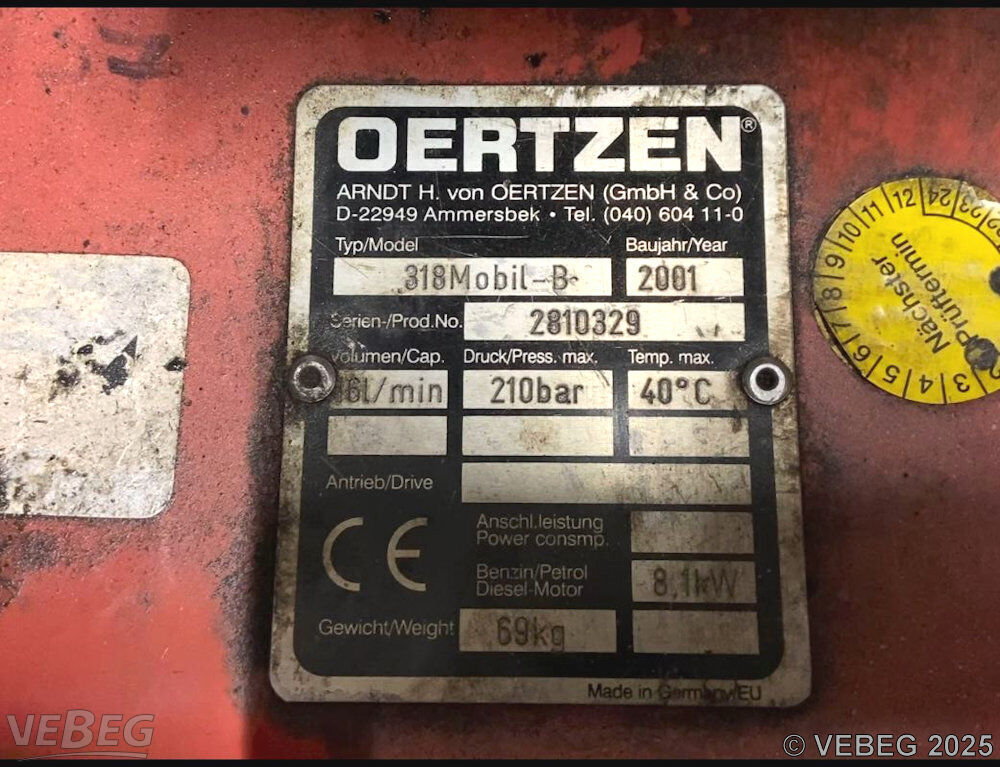 OERTZEN®
ARNDT H. von OERTZEN (GmbH & Co)
D-22949 Ammersbek • Tel. (040) 604 11-0
Typ/Model Baujahr/Year
318Mobil-B 2001
Serien-/Prod.No. 2810329
Volumen/Cap. Druck/Press. max. Temp. max.
16l/min 210bar 40°C
Antrieb/Drive
Anschl.leistung
Power consmp.
CE
Benzin/Petrol
Diesel-Motor 8,1kW
Gewicht/Weight 69kg
Made in Germany/EU
Nächster
Prüftermin
3 4 5 6 7 8 9 10 11 12 24 23
VEBEG
© VEBEG 2025